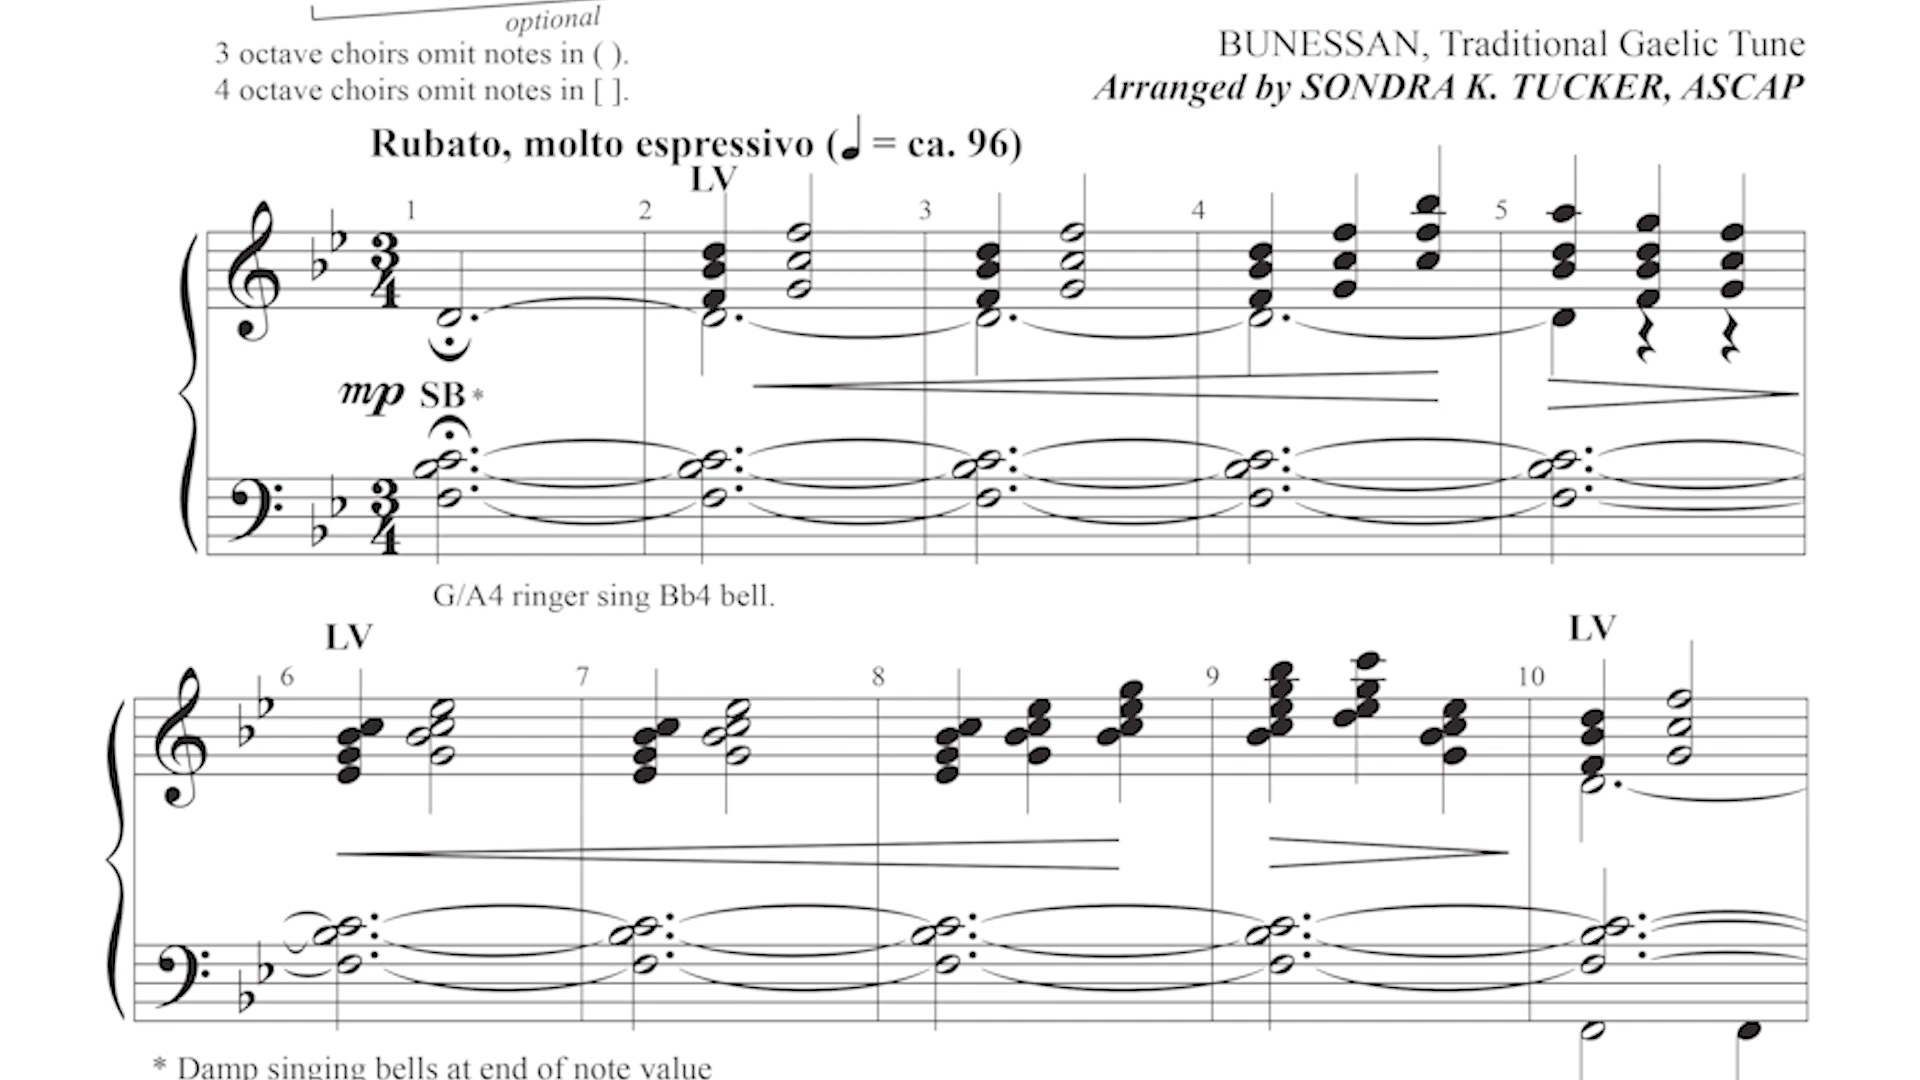 optional
3 octave choirs omit notes in ( ).
4 octave choirs omit notes in [ ].
BUNESSAN, Traditional Gaelic Tune
Arranged by SONDRA K. TUCKER, ASCAP
Rubato, molto espressivo (♩ = ca. 96)
LV
1 2 3 4 5
3 4
mp SB *
3 4
G/A4 ringer sing Bb4 bell.
LV LV
6 7 8 9 10
* Damp singing bells at end of note value